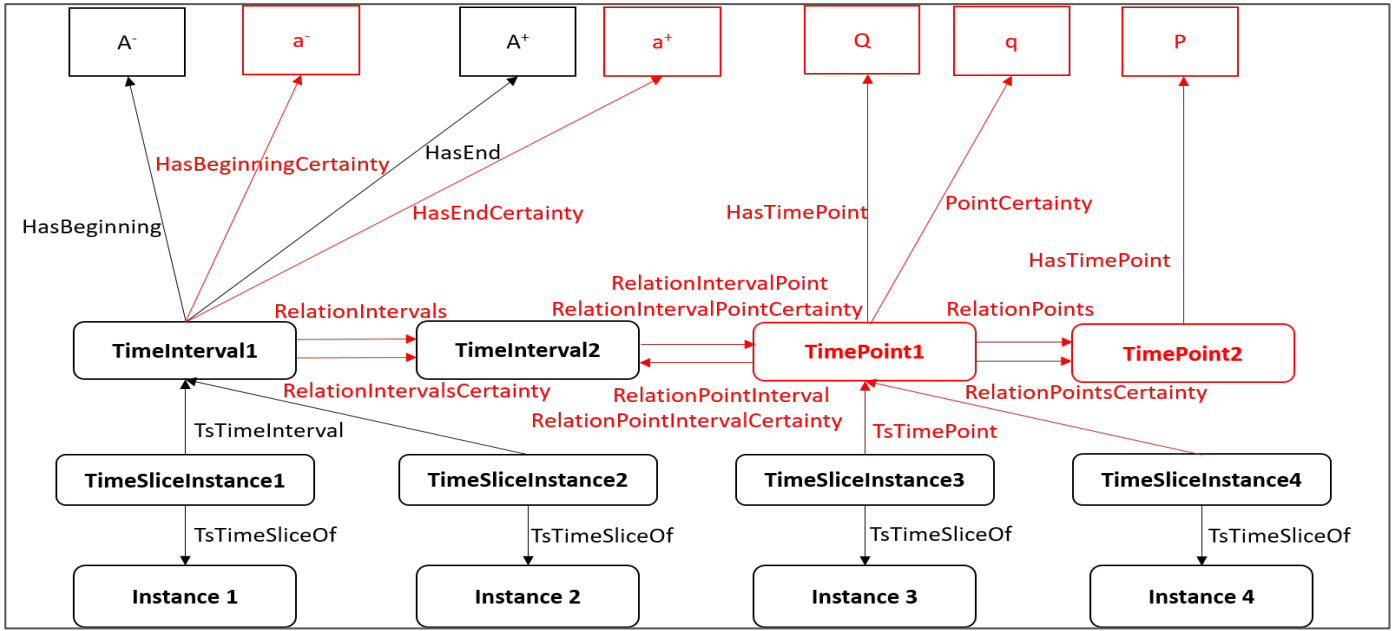 A⁻
a⁻
A⁺
a⁺
Q
q
P
HasBeginningCertainty
HasEnd
HasBeginning
HasEndCertainty
HasTimePoint
PointCertainty
HasTimePoint
RelationIntervals
RelationIntervalPoint
RelationIntervalPointCertainty
RelationPoints
TimeInterval1
TimeInterval2
TimePoint1
TimePoint2
RelationIntervalsCertainty
RelationPointInterval
RelationPointIntervalCertainty
RelationPointsCertainty
TsTimeInterval
TsTimePoint
TimeSliceInstance1
TimeSliceInstance2
TimeSliceInstance3
TimeSliceInstance4
TsTimeSliceOf
TsTimeSliceOf
TsTimeSliceOf
TsTimeSliceOf
Instance 1
Instance 2
Instance 3
Instance 4